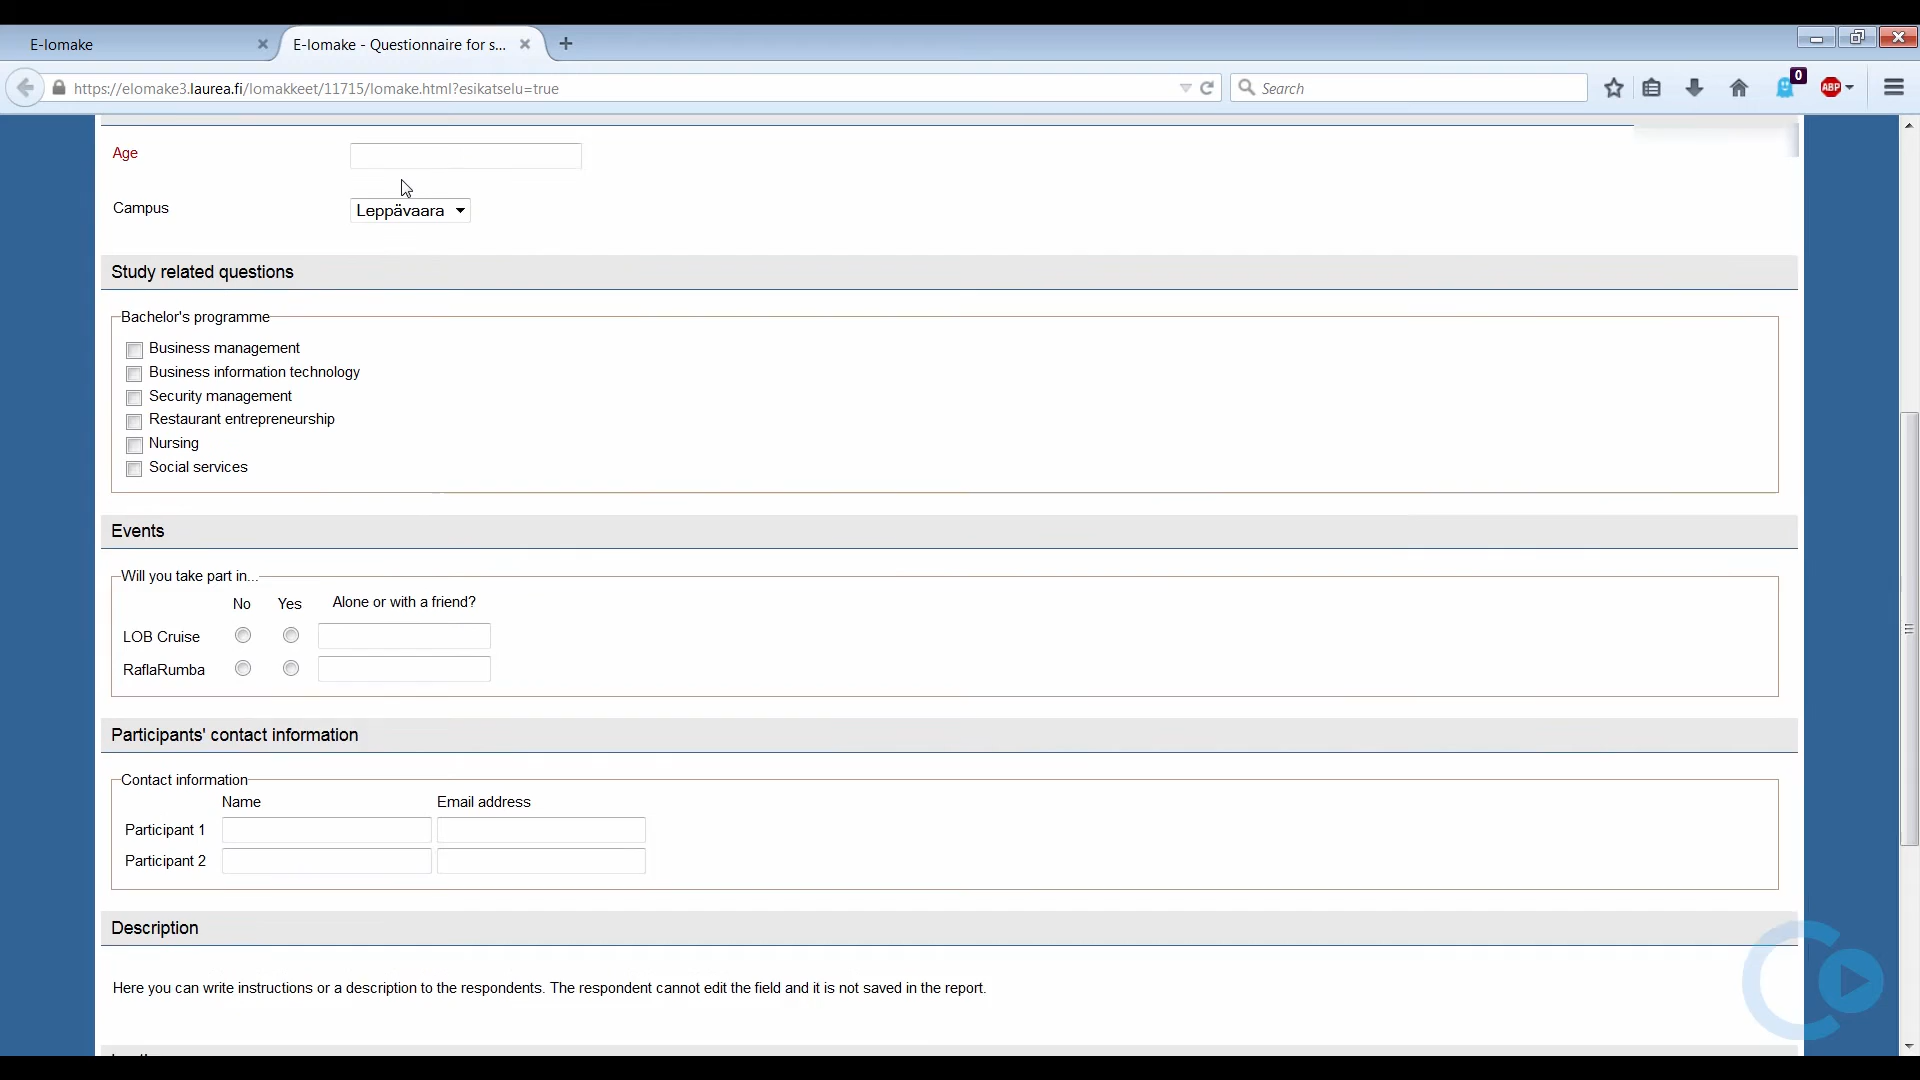 E-lomake
E-lomake - Questionnaire for s...
https://elomake3.laurea.fi/lomakkeet/11715/lomake.html?esikatselu=true
Search
0
ABP
Age
Campus
Leppävaara
Study related questions
Bachelor's programme
Business management
Business information technology
Security management
Restaurant entrepreneurship
Nursing
Social services
Events
Will you take part in...
No Yes Alone or with a friend?
LOB Cruise
RaflaRumba
Participants' contact information
Contact information
Name Email address
Participant 1
Participant 2
Description
Here you can write instructions or a description to the respondents. The respondent cannot edit the field and it is not saved in the report.